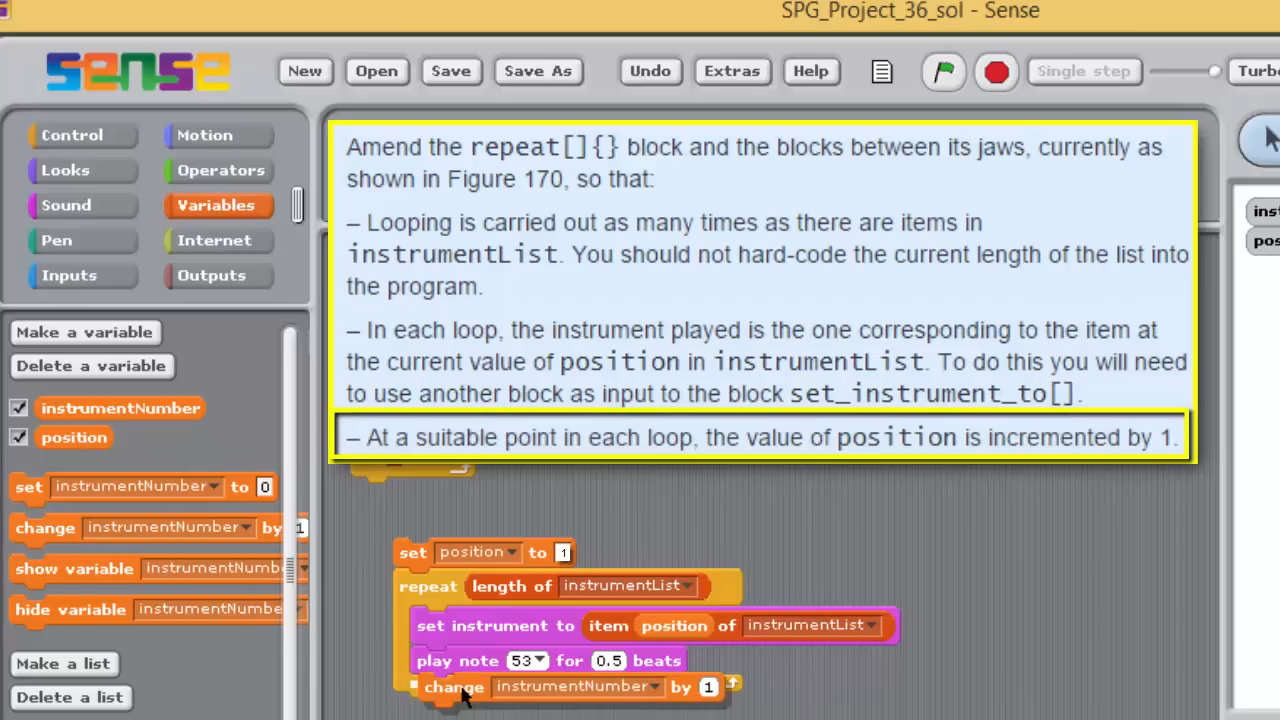 SPG_Project_36_sol - Sense
sense
New
Open
Save
Save As
Undo
Extras
Help
Single step
Turbo
Control
Motion
Looks
Operators
Sound
Variables
Pen
Internet
Inputs
Outputs
Amend the repeat[]{} block and the blocks between its jaws, currently as
shown in Figure 170, so that:
– Looping is carried out as many times as there are items in
instrumentList. You should not hard-code the current length of the list into
the program.
– In each loop, the instrument played is the one corresponding to the item at
the current value of position in instrumentList. To do this you will need
to use another block as input to the block set_instrument_to[].
– At a suitable point in each loop, the value of position is incremented by 1.
inst
pos
Make a variable
Delete a variable
instrumentNumber
position
set instrumentNumber to 0
change instrumentNumber by 1
show variable instrumentNumb
hide variable instrumentNumbe
Make a list
Delete a list
set position to 1
repeat length of instrumentList
set instrument to item position of instrumentList
play note 53 for 0.5 beats
change instrumentNumber by 1